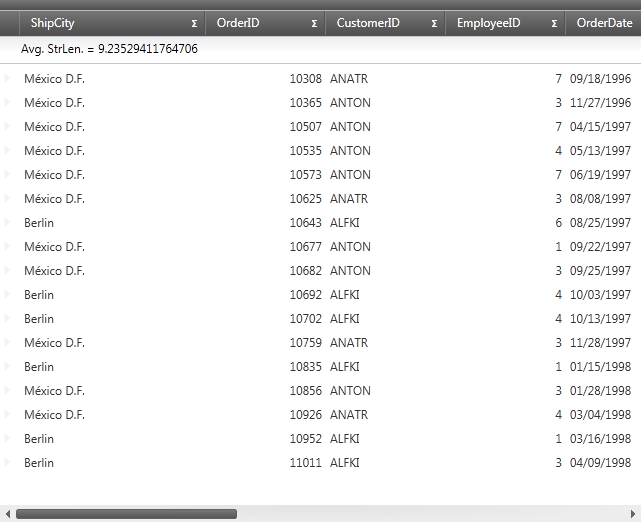 ShipCity Σ OrderID Σ CustomerID Σ EmployeeID Σ OrderDate
Avg. StrLen. = 9.23529411764706
México D.F. 10308 ANATR 7 09/18/1996
México D.F. 10365 ANTON 3 11/27/1996
México D.F. 10507 ANTON 7 04/15/1997
México D.F. 10535 ANTON 4 05/13/1997
México D.F. 10573 ANTON 7 06/19/1997
México D.F. 10625 ANATR 3 08/08/1997
Berlin 10643 ALFKI 6 08/25/1997
México D.F. 10677 ANTON 1 09/22/1997
México D.F. 10682 ANTON 3 09/25/1997
Berlin 10692 ALFKI 4 10/03/1997
Berlin 10702 ALFKI 4 10/13/1997
México D.F. 10759 ANATR 3 11/28/1997
Berlin 10835 ALFKI 1 01/15/1998
México D.F. 10856 ANTON 3 01/28/1998
México D.F. 10926 ANATR 4 03/04/1998
Berlin 10952 ALFKI 1 03/16/1998
Berlin 11011 ALFKI 3 04/09/1998